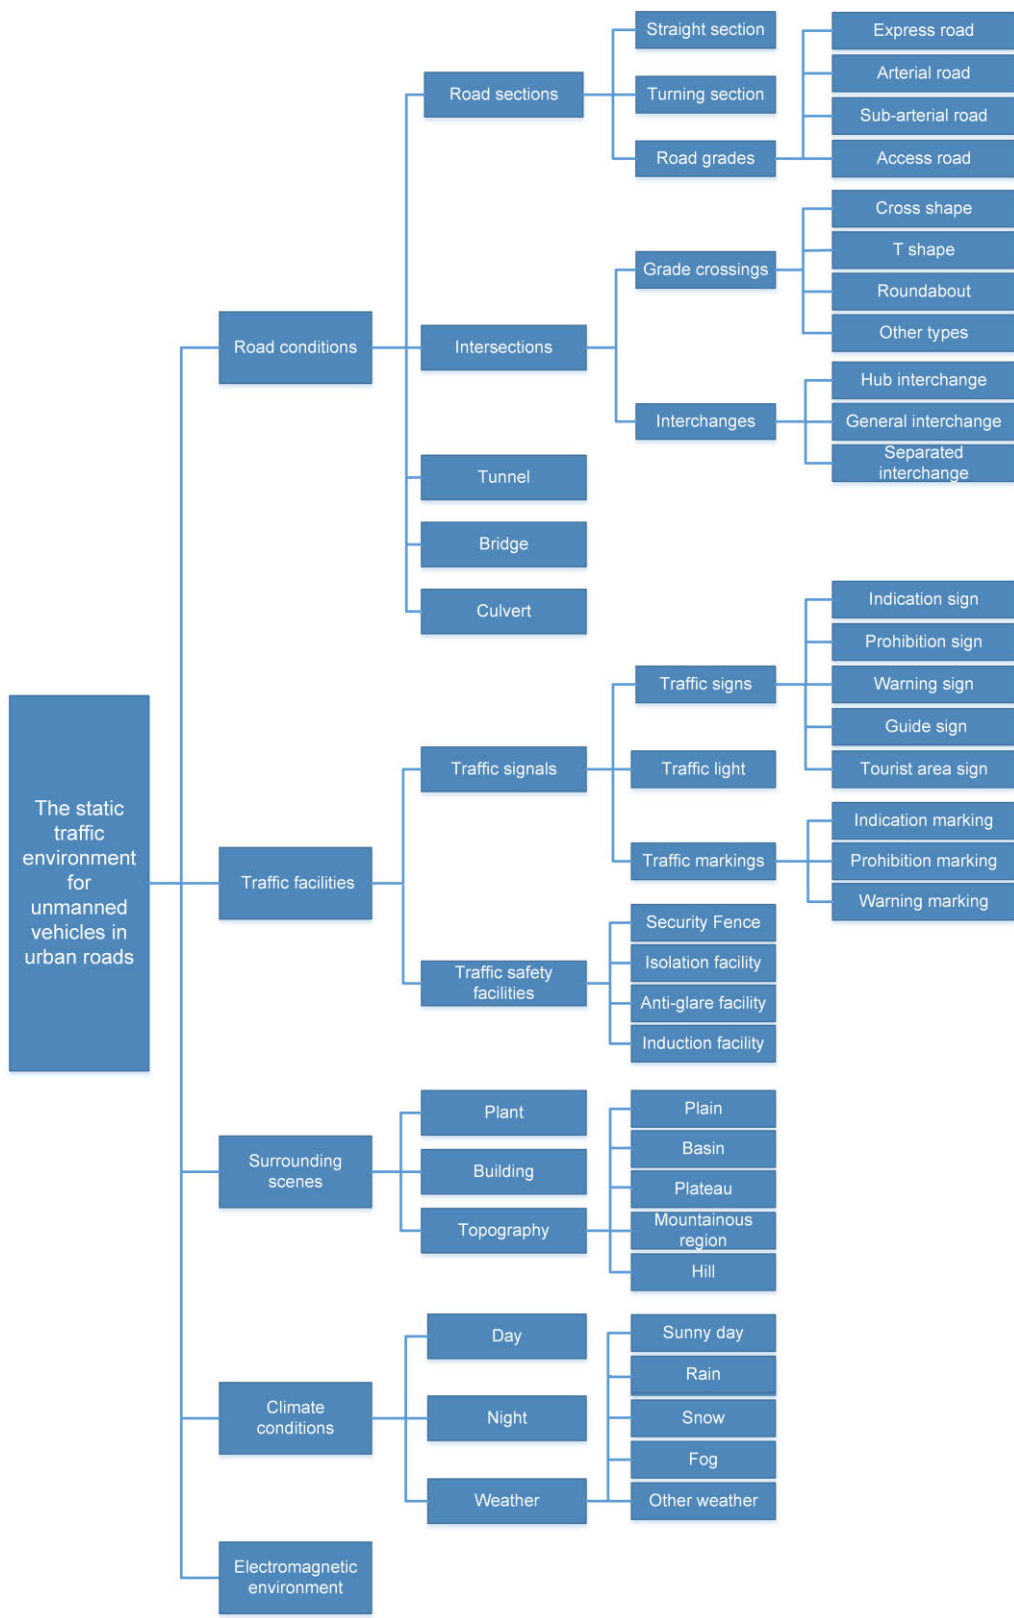 Straight section
Express road
Arterial road
Road sections
Turning section
Sub-arterial road
Road grades
Access road
Cross shape
T shape
Grade crossings
Roundabout
Other types
Road conditions
Intersections
Hub interchange
Interchanges
General interchange
Separated
interchange
Tunnel
Bridge
Culvert
Indication sign
Prohibition sign
Traffic signs
Warning sign
Guide sign
Traffic signals
Traffic light
Tourist area sign
The static
traffic
environment
for
unmanned
vehicles in
urban roads
Indication marking
Traffic facilities
Traffic markings
Prohibition marking
Warning marking
Security Fence
Traffic safety
facilities
Isolation facility
Anti-glare facility
Induction facility
Plant
Plain
Surrounding
scenes
Building
Basin
Plateau
Topography
Mountainous
region
Hill
Day
Sunny day
Rain
Climate
conditions
Night
Snow
Fog
Weather
Other weather
Electromagnetic
environment